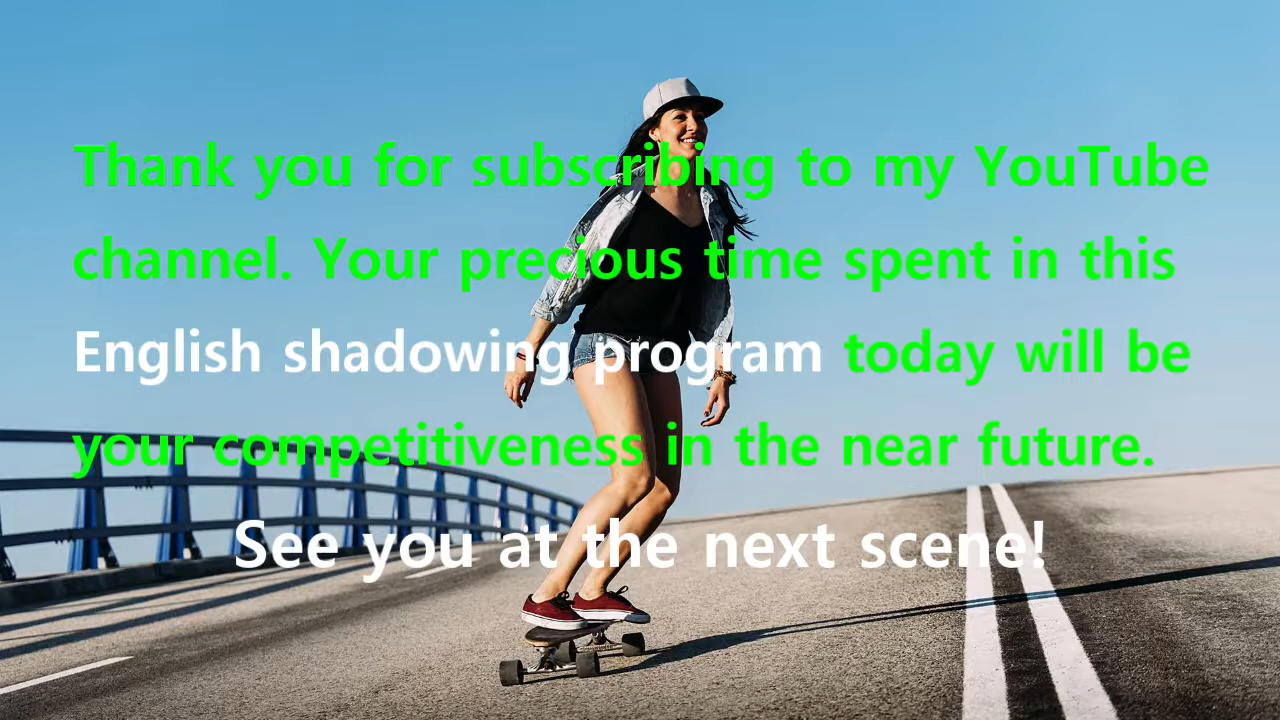 Thank you for subscribing to my YouTube
channel. Your precious time spent in this
English shadowing program today will be
your competitiveness in the near future.
See you at the next scene!